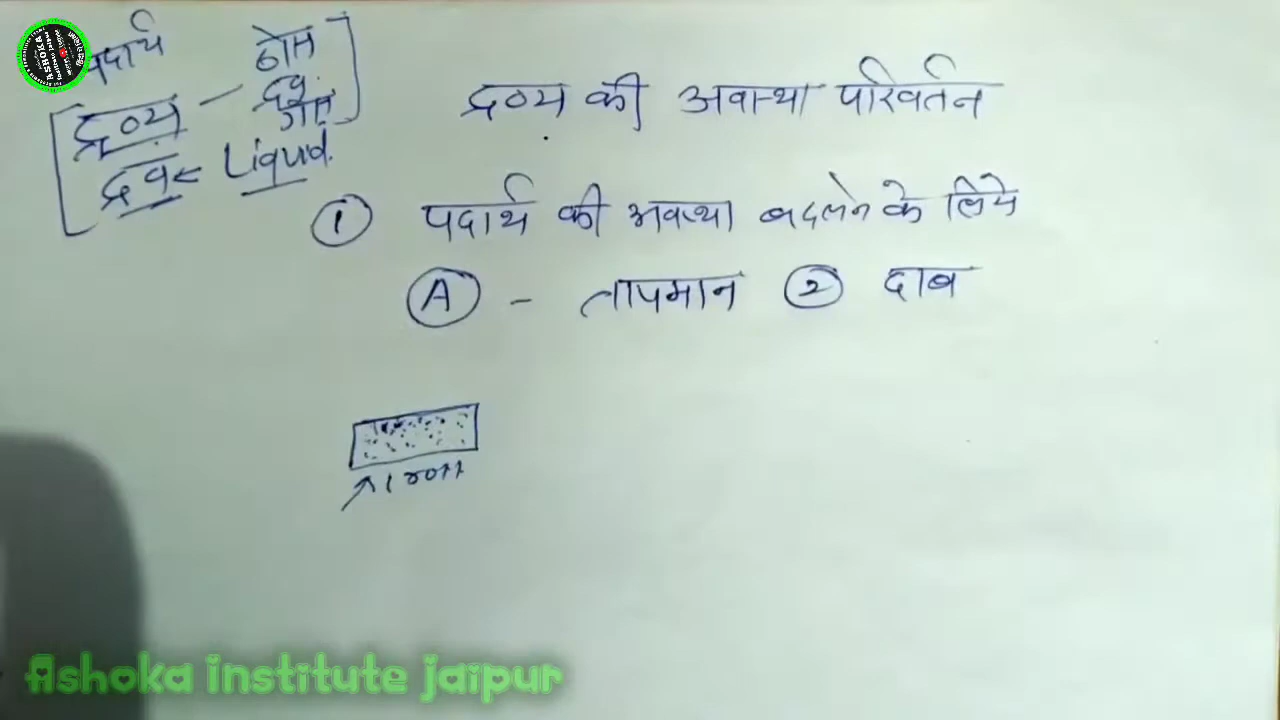 पदार्थ
द्रव्य - ठोस
द्रव
गैस
द्रव < Liquid.
द्रव्य की अवस्था परिवर्तन
① पदार्थ की अवस्था बदलने के लिये
Ⓐ - तापमान ② दाब
Iron
Ashoka institute jaipur